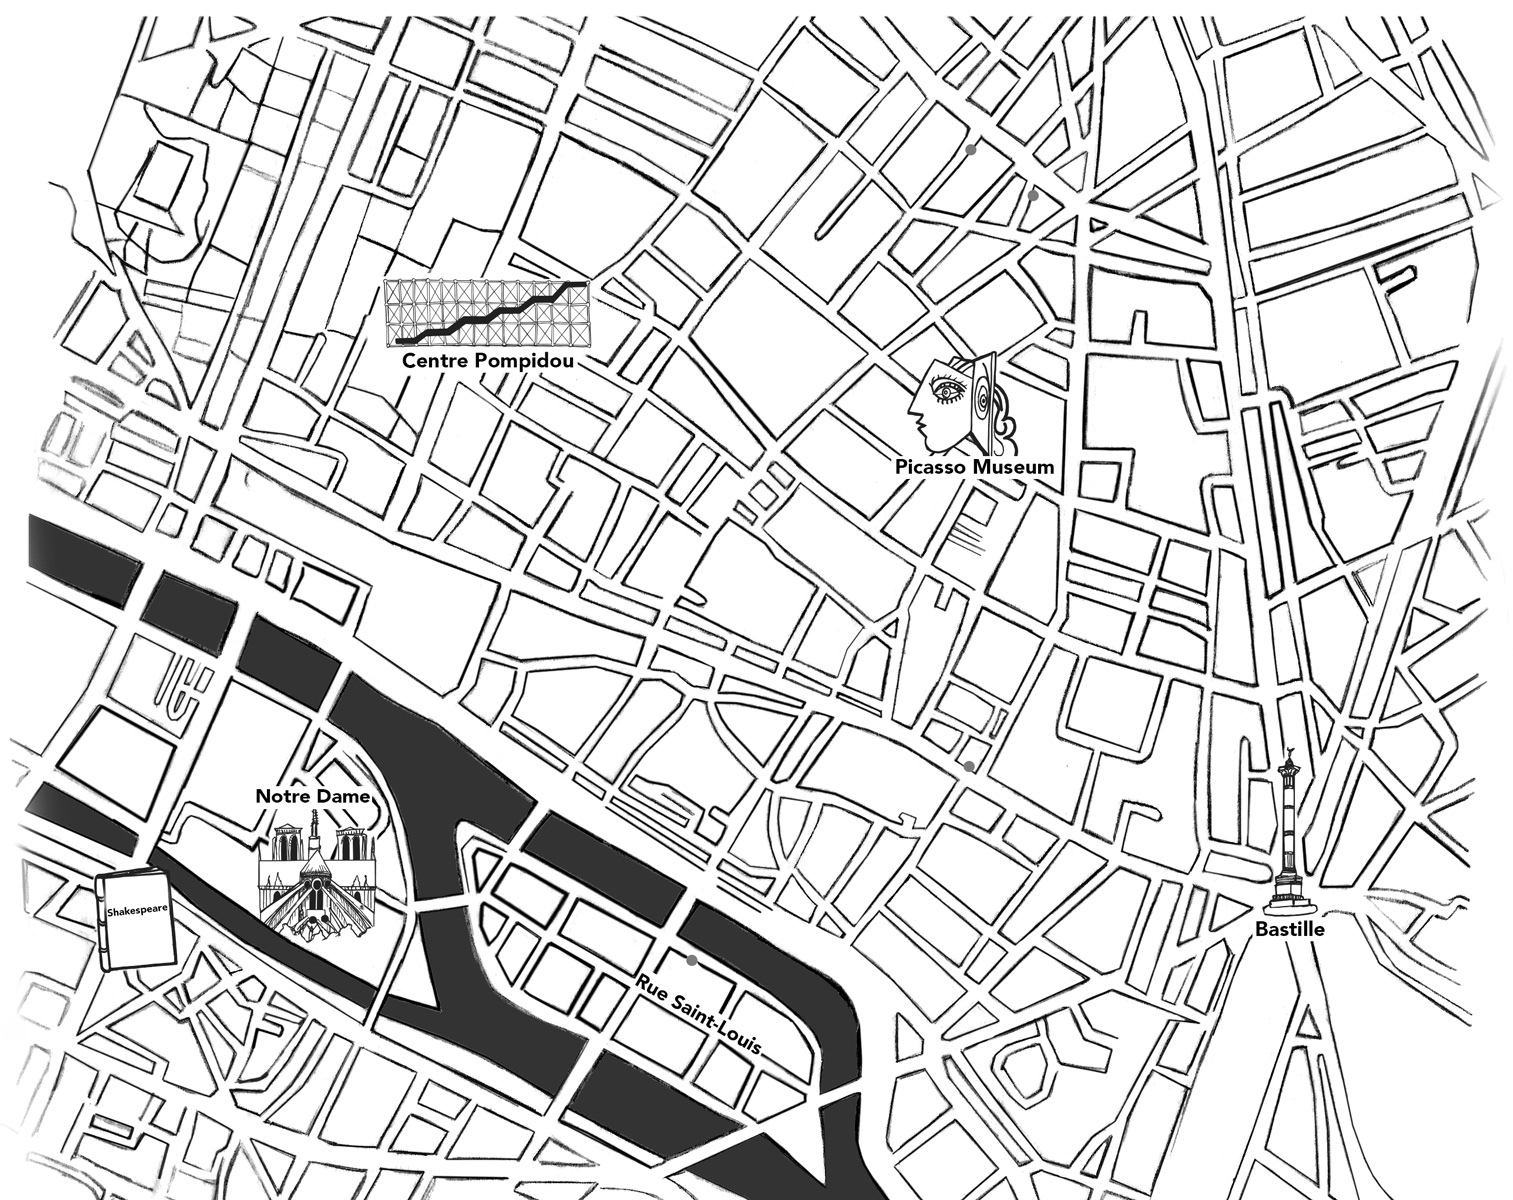 Centre Pompidou
Picasso Museum
Notre Dame
Shakespeare
Bastille
Rue Saint-Louis